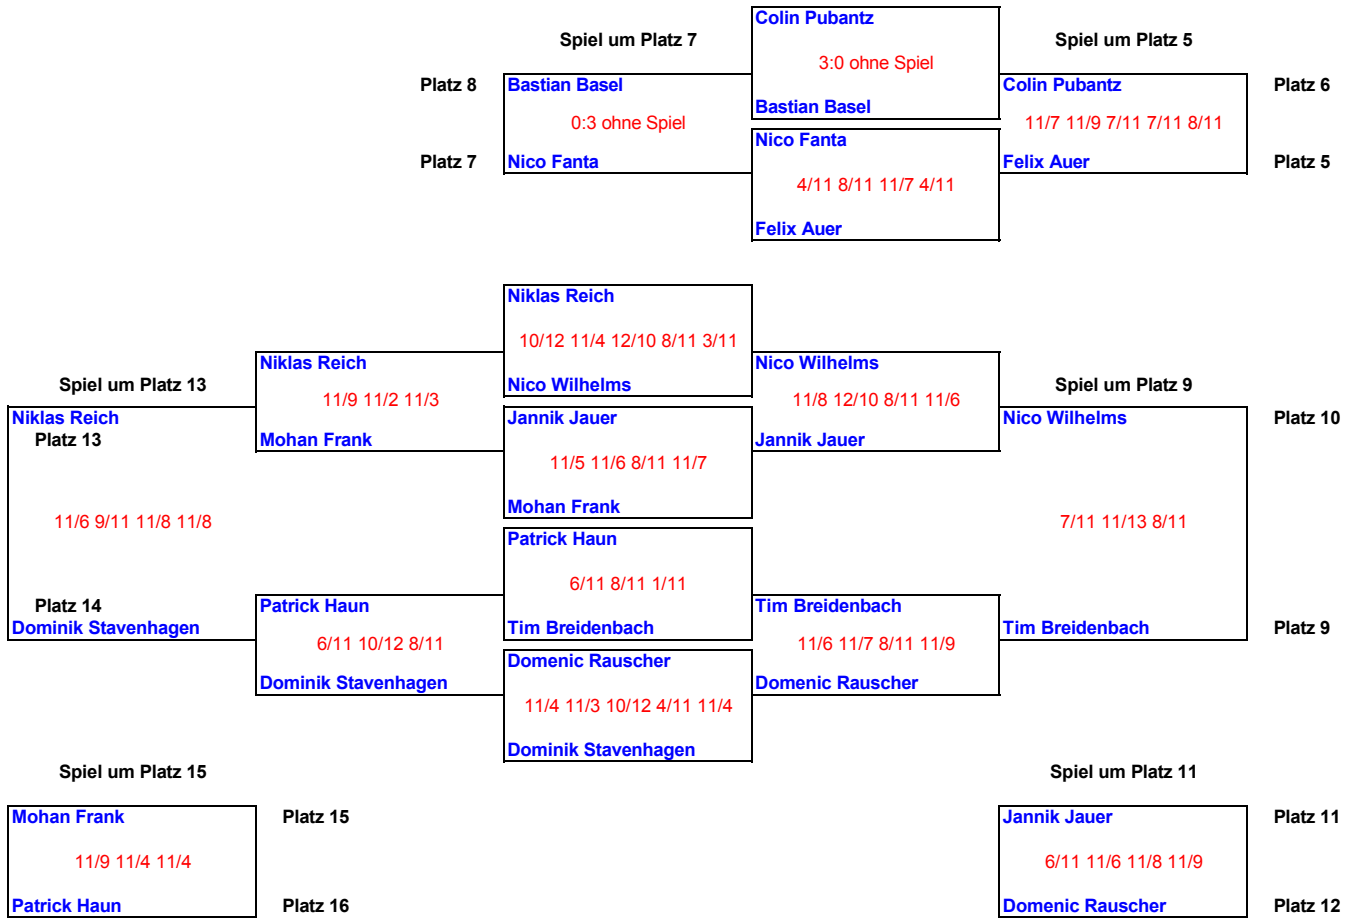 Colin Pubantz
Spiel um Platz 7
Spiel um Platz 5
3:0 ohne Spiel
Platz 8
Bastian Basel
Colin Pubantz
Platz 6
Bastian Basel
0:3 ohne Spiel
11/7 11/9 7/11 7/11 8/11
Nico Fanta
Platz 7
Nico Fanta
Felix Auer
Platz 5
4/11 8/11 11/7 4/11
Felix Auer
Niklas Reich
10/12 11/4 12/10 8/11 3/11
Niklas Reich
Nico Wilhelms
Spiel um Platz 13
Nico Wilhelms
Spiel um Platz 9
11/9 11/2 11/3
11/8 12/10 8/11 11/6
Niklas Reich
Jannik Jauer
Nico Wilhelms
Platz 10
Platz 13
Mohan Frank
Jannik Jauer
11/5 11/6 8/11 11/7
Mohan Frank
11/6 9/11 11/8 11/8
7/11 11/13 8/11
Patrick Haun
6/11 8/11 1/11
Platz 14
Patrick Haun
Tim Breidenbach
Dominik Stavenhagen
Tim Breidenbach
Tim Breidenbach
Platz 9
6/11 10/12 8/11
11/6 11/7 8/11 11/9
Domenic Rauscher
Dominik Stavenhagen
Domenic Rauscher
11/4 11/3 10/12 4/11 11/4
Dominik Stavenhagen
Spiel um Platz 15
Spiel um Platz 11
Mohan Frank
Platz 15
Jannik Jauer
Platz 11
11/9 11/4 11/4
6/11 11/6 11/8 11/9
Patrick Haun
Platz 16
Domenic Rauscher
Platz 12